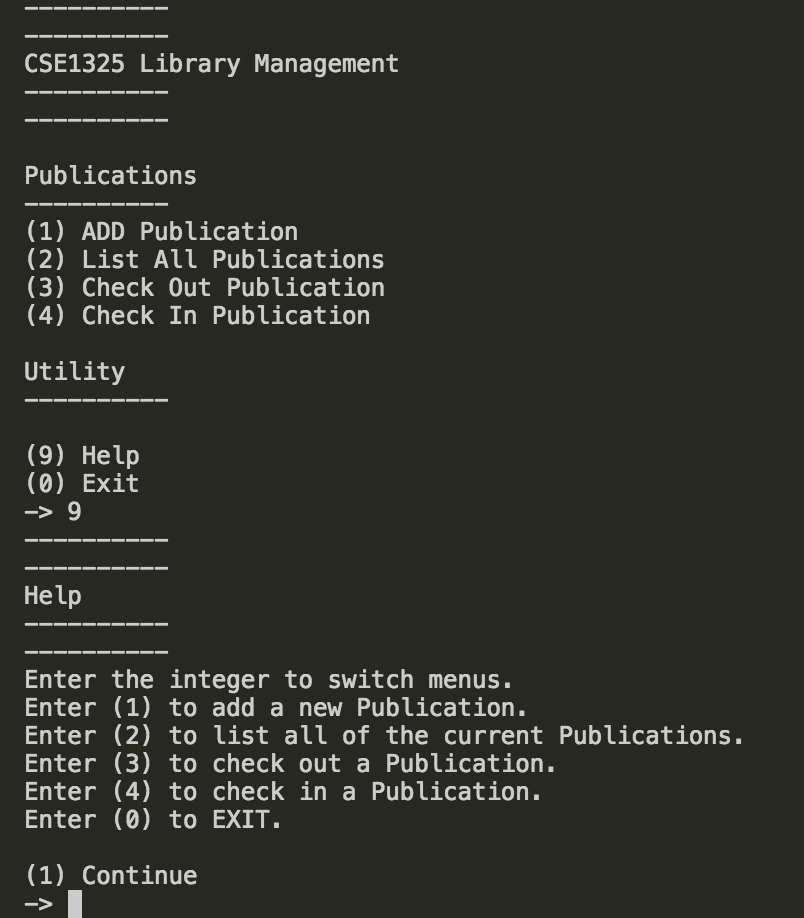 ----------
----------
CSE1325 Library Management
----------
----------
Publications
----------
(1) ADD Publication
(2) List All Publications
(3) Check Out Publication
(4) Check In Publication
Utility
----------
(9) Help
(0) Exit
-> 9
----------
----------
Help
----------
----------
Enter the integer to switch menus.
Enter (1) to add a new Publication.
Enter (2) to list all of the current Publications.
Enter (3) to check out a Publication.
Enter (4) to check in a Publication.
Enter (0) to EXIT.
(1) Continue
->